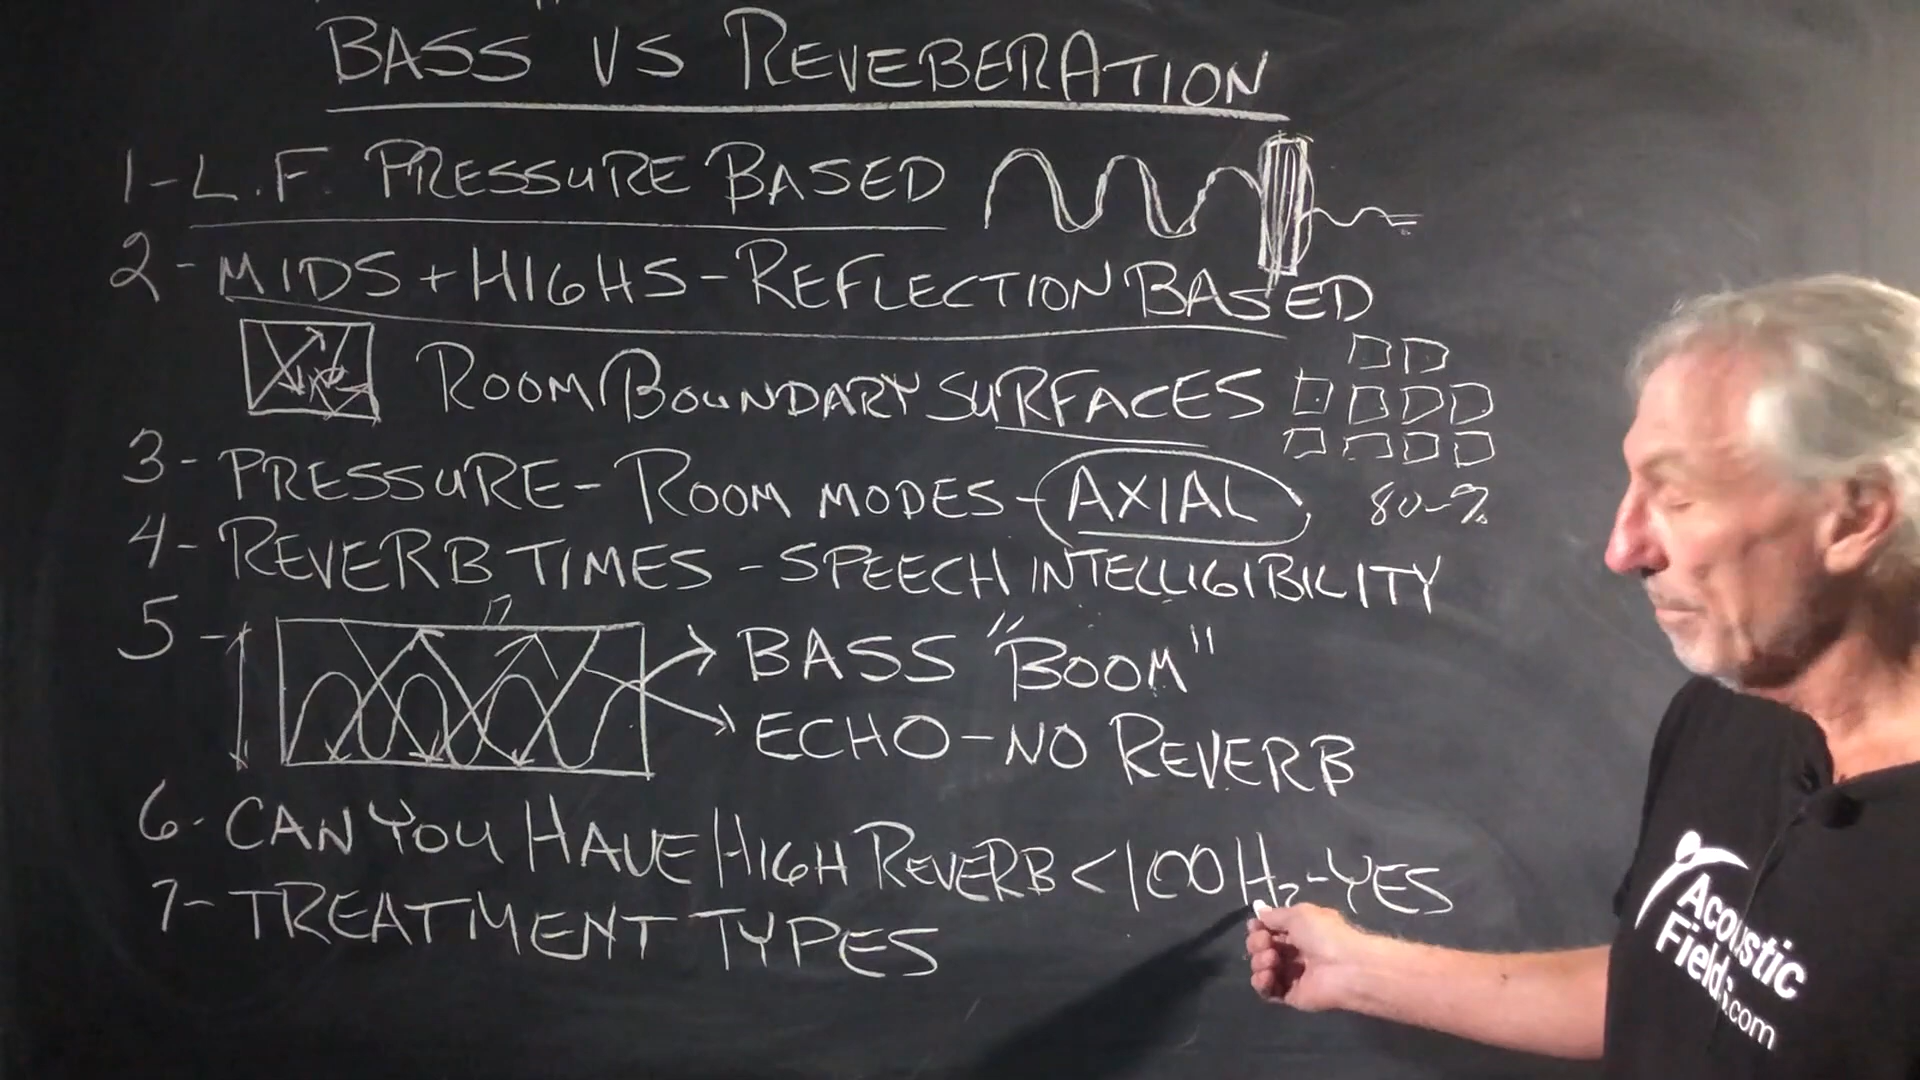 BASS VS REVEBERATION
1-L.F. PRESSURE BASED
2-MIDS+HIGHS-REFLECTION BASED
ROOM BOUNDARY SURFACES
3-PRESSURE-ROOM MODES-AXIAL 80-%
4-REVERB TIMES-SPEECH INTELLIGIBILITY
5- BASS "BOOM"
ECHO-NO REVERB
6-CAN YOU HAVE HIGH REVERB<100Hz-YES
7-TREATMENT TYPES
Acoustic
Fields.com